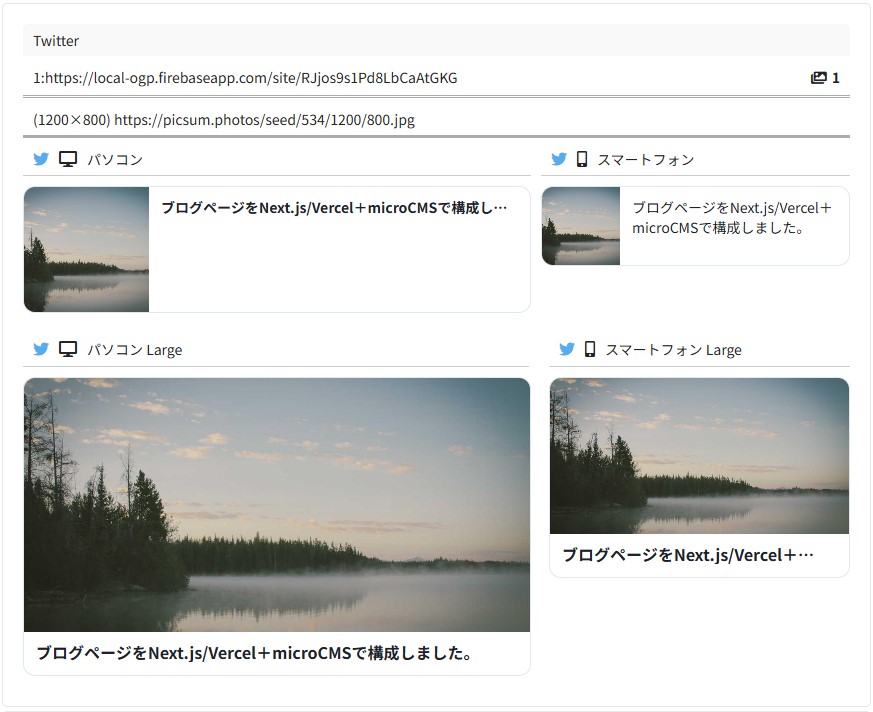 Twitter
1:https://local-ogp.firebaseapp.com/site/RJjos9s1Pd8LbCaAtGKG
1
(1200×800) https://picsum.photos/seed/534/1200/800.jpg
パソコン
スマートフォン
ブログページをNext.js/Vercel＋microCMSで構成し…
ブログページをNext.js/Vercel＋
microCMSで構成しました。
パソコン Large
スマートフォン Large
ブログページをNext.js/Vercel＋…
ブログページをNext.js/Vercel＋microCMSで構成しました。